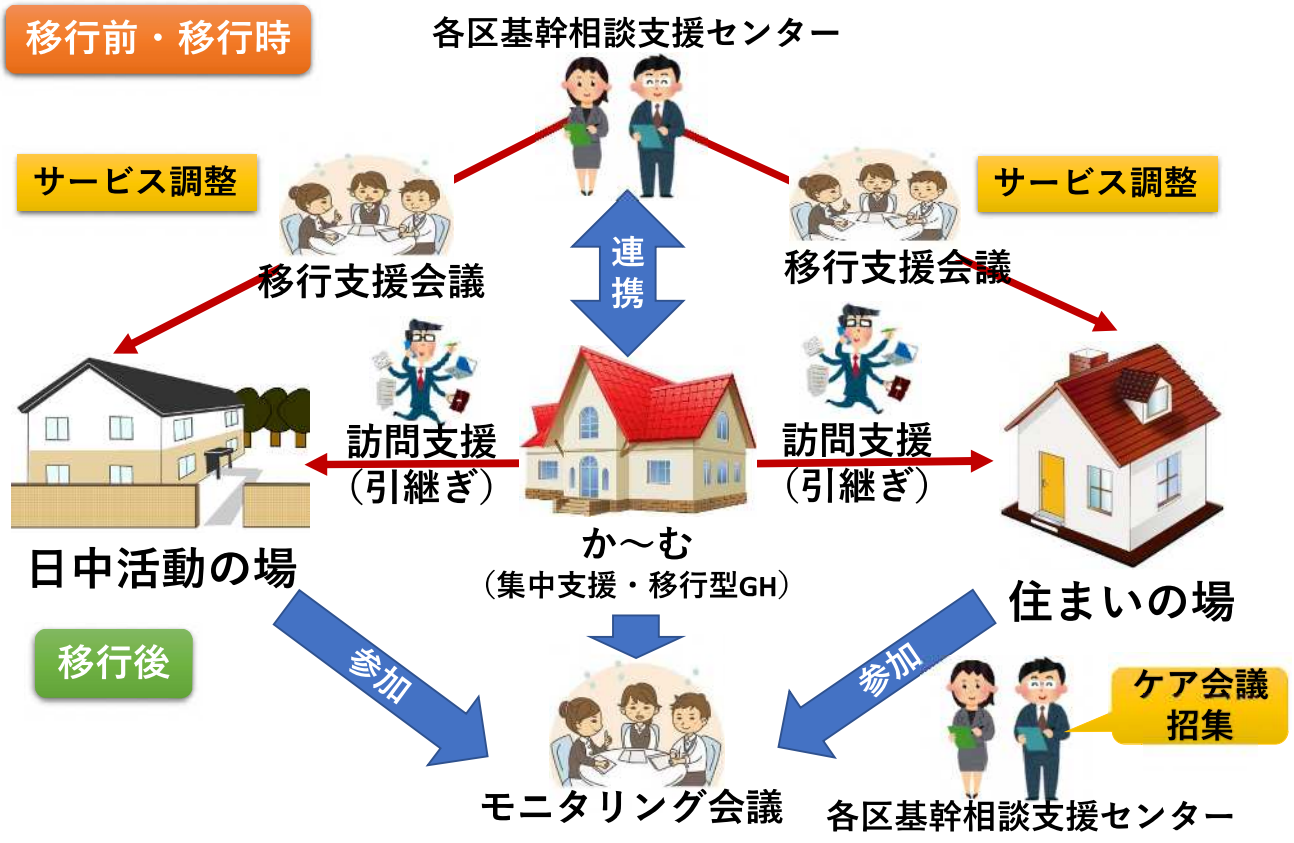 移行前・移行時
各区基幹相談支援センター
サービス調整
サービス調整
移行支援会議
連携
移行支援会議
訪問支援
(引継ぎ)
訪問支援
(引継ぎ)
か～む
(集中支援・移行型GH)
日中活動の場
住まいの場
移行後
参加
参加
ケア会議
招集
モニタリング会議
各区基幹相談支援センター